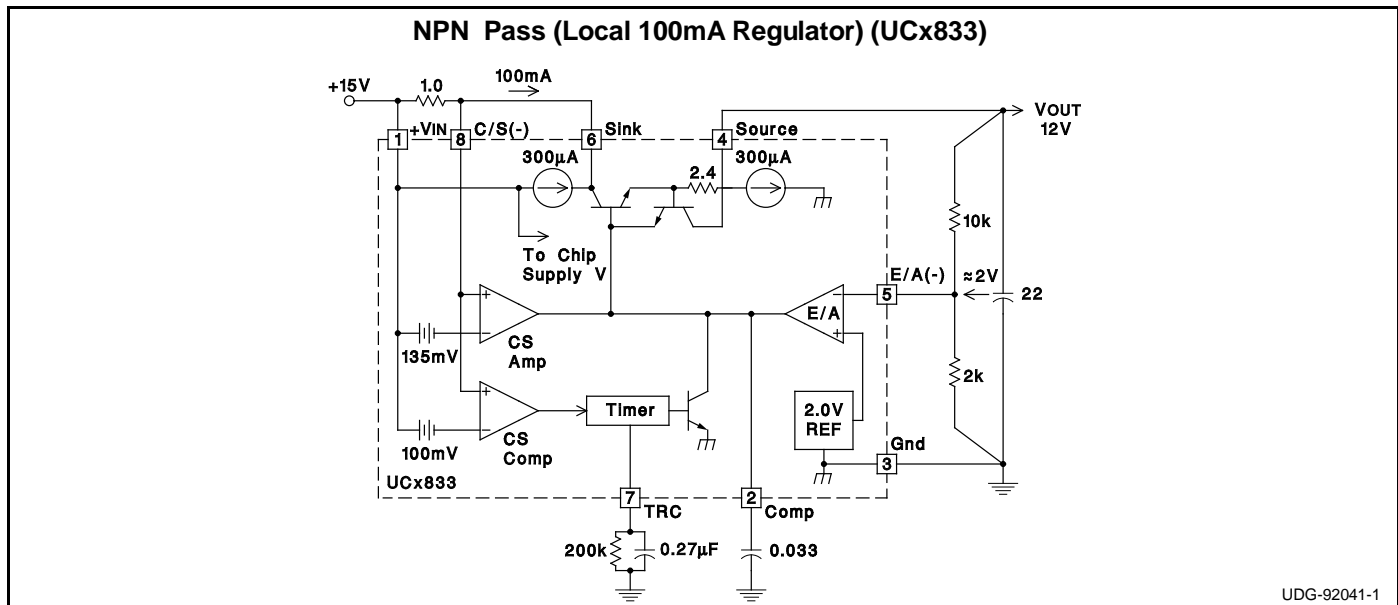 NPN Pass (Local 100mA Regulator) (UCx833)
+15V
1.0
100mA
VOUT
12V
1
+VIN
8
C/S(-)
6
Sink
4
Source
300µA
2.4
300µA
10k
To Chip
Supply V
E/A(-)
5
≈2V
22
+
−
CS
Amp
135mV
−
E/A
+
2k
+
−
CS
Comp
100mV
Timer
2.0V
REF
Gnd
3
UCx833
7
TRC
2
Comp
200k
0.27µF
0.033
UDG-92041-1